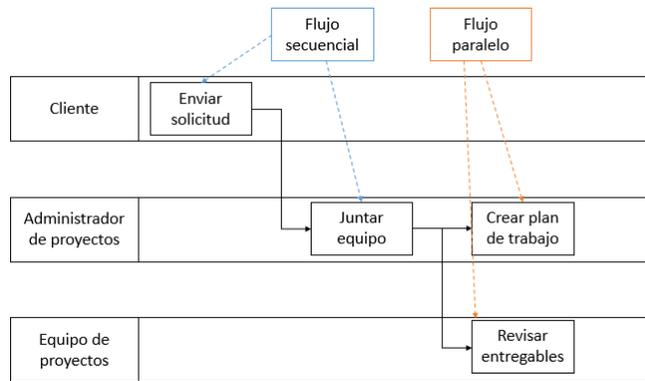 Flujo
secuencial
Flujo
paralelo
Cliente
Enviar
solicitud
Administrador
de proyectos
Juntar
equipo
Crear plan
de trabajo
Equipo de
proyectos
Revisar
entregables